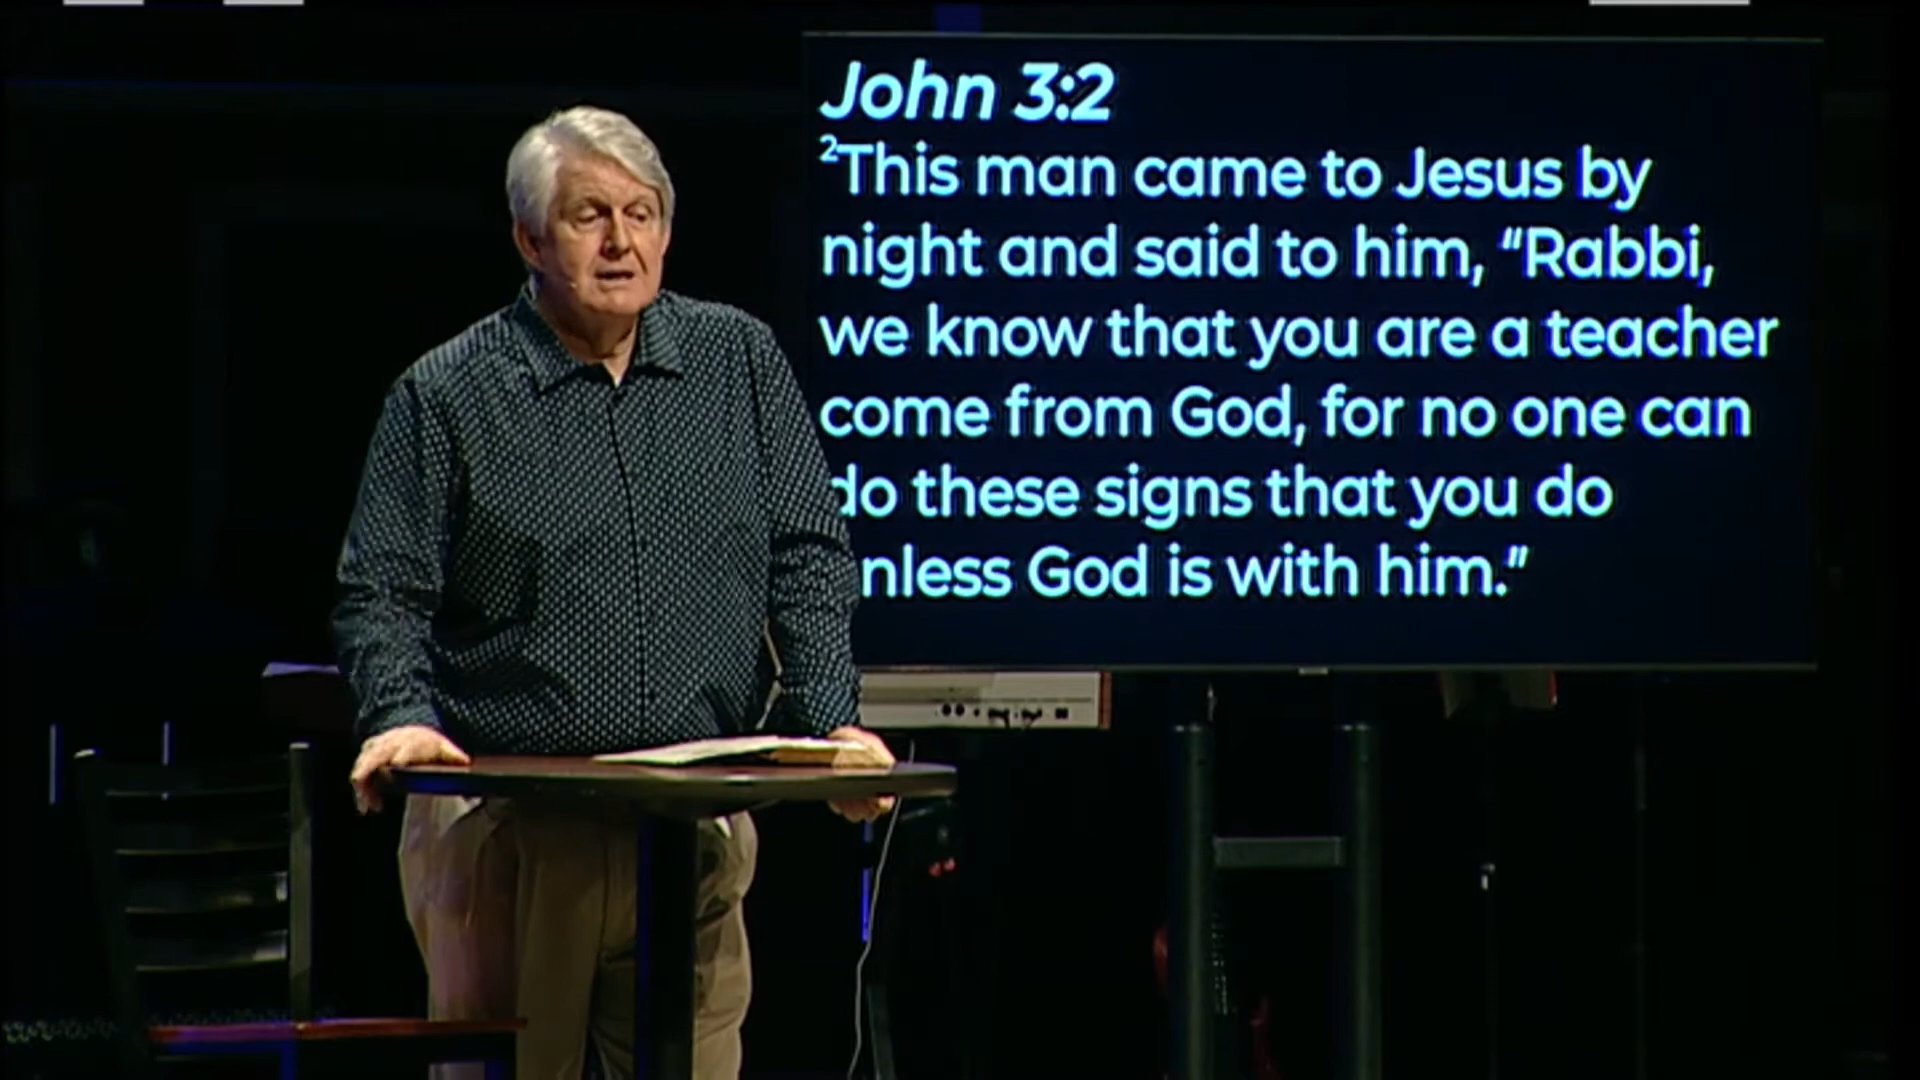 John 3:2
²This man came to Jesus by
night and said to him, “Rabbi,
we know that you are a teacher
come from God, for no one can
do these signs that you do
nless God is with him.”